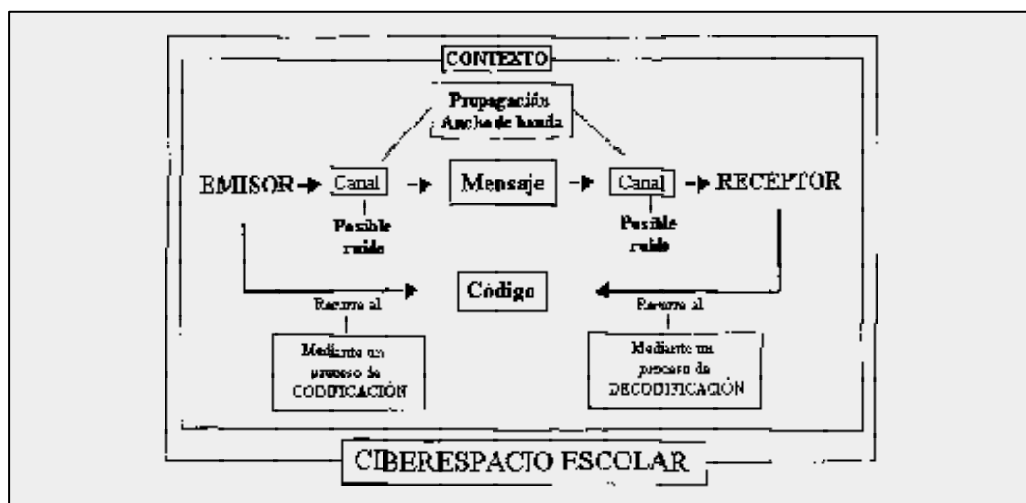 CONTEXTO
Propagación
Ancho de banda
EMISOR
Canal
Mensaje
Canal
RECEPTOR
Posible
ruido
Posible
ruido
Código
Recurre al
Recurre al
Mediante un
proceso de
CODIFICACIÓN
Mediante un
proceso de
DECODIFICACIÓN
CIBERESPACIO ESCOLAR